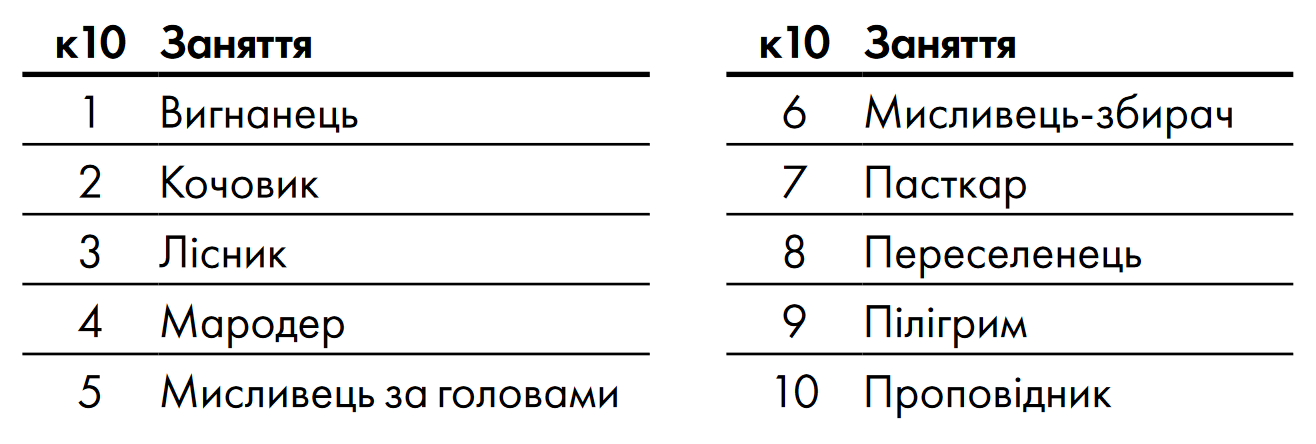 к10 Заняття
1 Вигнанець
2 Кочовик
3 Лісник
4 Мародер
5 Мисливець за головами
к10 Заняття
6 Мисливець-збирач
7 Пасткар
8 Переселенець
9 Пілігрим
10 Проповідник